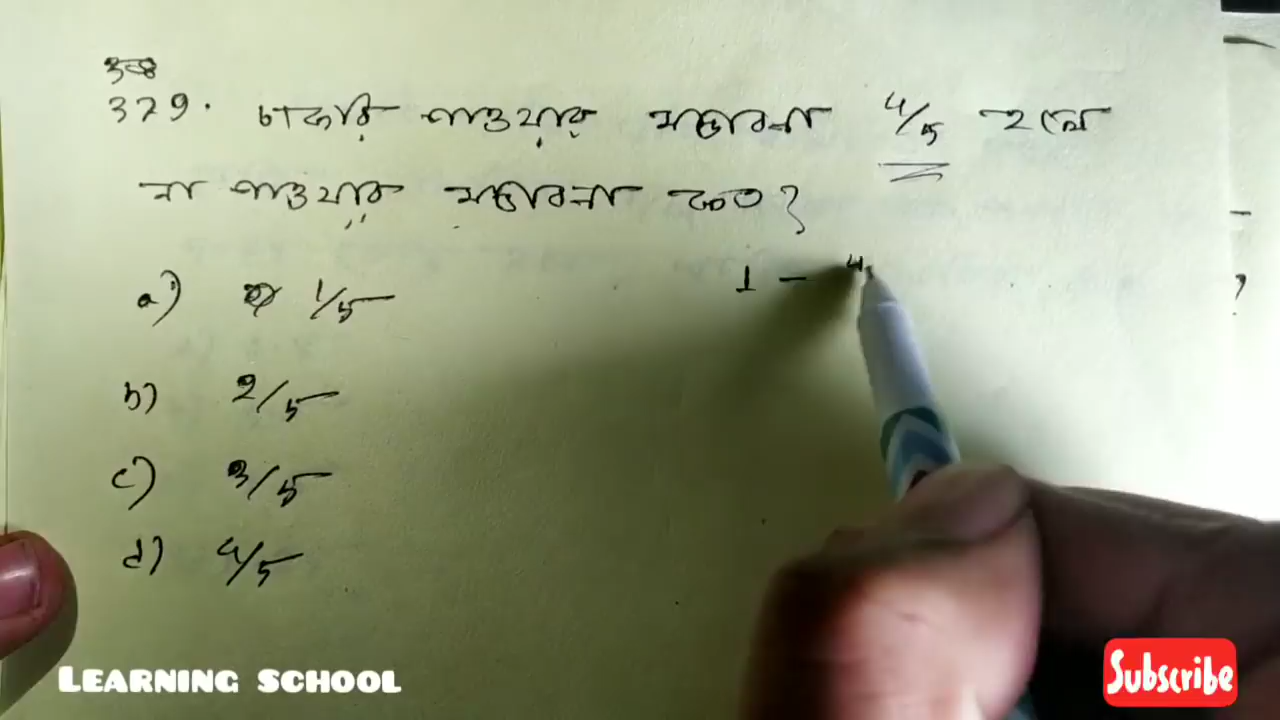 379. চাকরি পাওয়ার সম্ভাবনা 4/5 হলে
না পাওয়ার সম্ভাবনা কত?
1 - 4
a) 1/5
b) 2/5
c) 3/5
d) 4/5
LEARNING SCHOOL
Subscribe